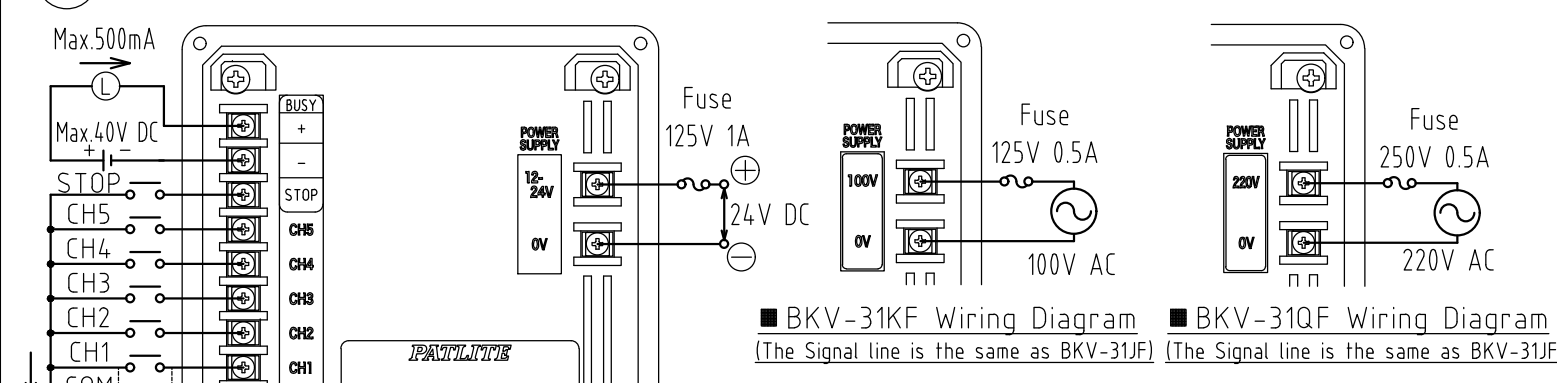 Max.500mA
L
Max.40V DC
+ −
STOP
CH5
CH4
CH3
CH2
CH1
COM
BUSY
+
−
STOP
CH5
CH4
CH3
CH2
CH1
PATLITE
POWER
SUPPLY
12-
24V
0V
Fuse
125V 1A
+
24V DC
−
POWER
SUPPLY
100V
0V
Fuse
125V 0.5A
100V AC
■ BKV-31KF Wiring Diagram
(The Signal line is the same as BKV-31JF)
POWER
SUPPLY
220V
0V
Fuse
250V 0.5A
220V AC
■ BKV-31QF Wiring Diagram
(The Signal line is the same as BKV-31JF